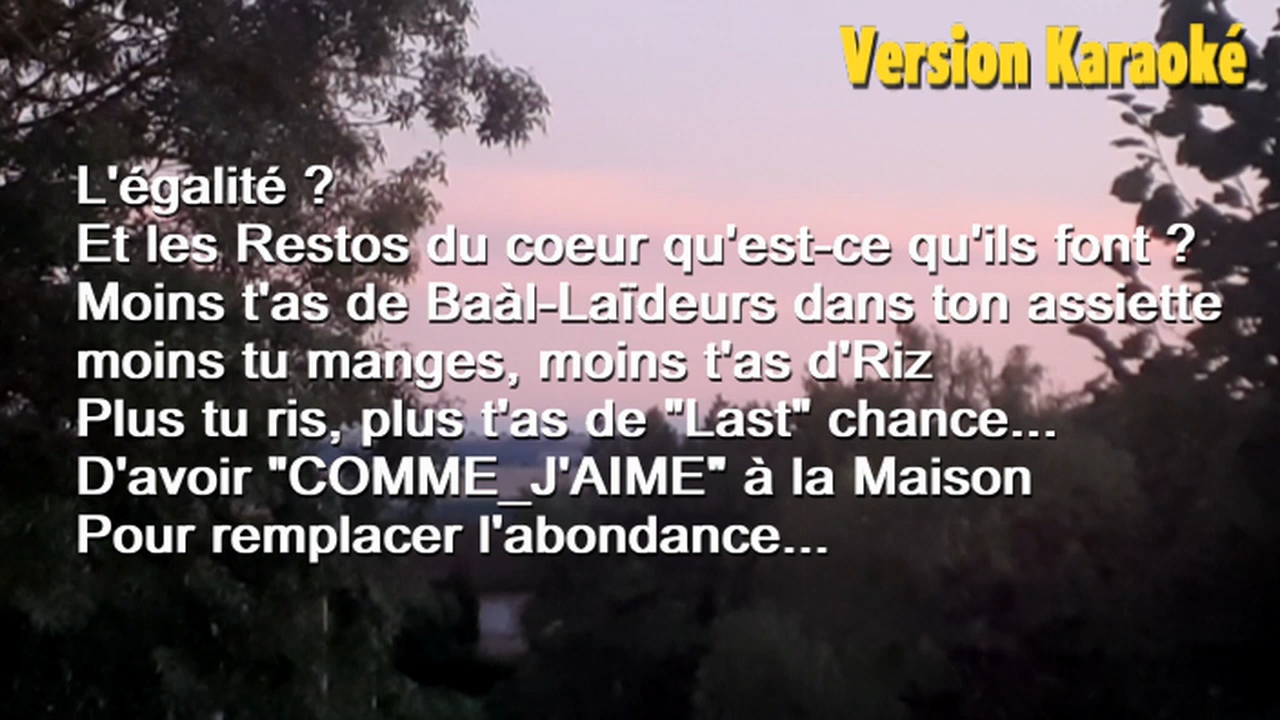 Version Karaoké
L'égalité ?
Et les Restos du coeur qu'est-ce qu'ils font ?
Moins t'as de Baàl-Laïdeurs dans ton assiette
moins tu manges, moins t'as d'Riz
Plus tu ris, plus t'as de "Last" chance...
D'avoir "COMME_J'AIME" à la Maison
Pour remplacer l'abondance...